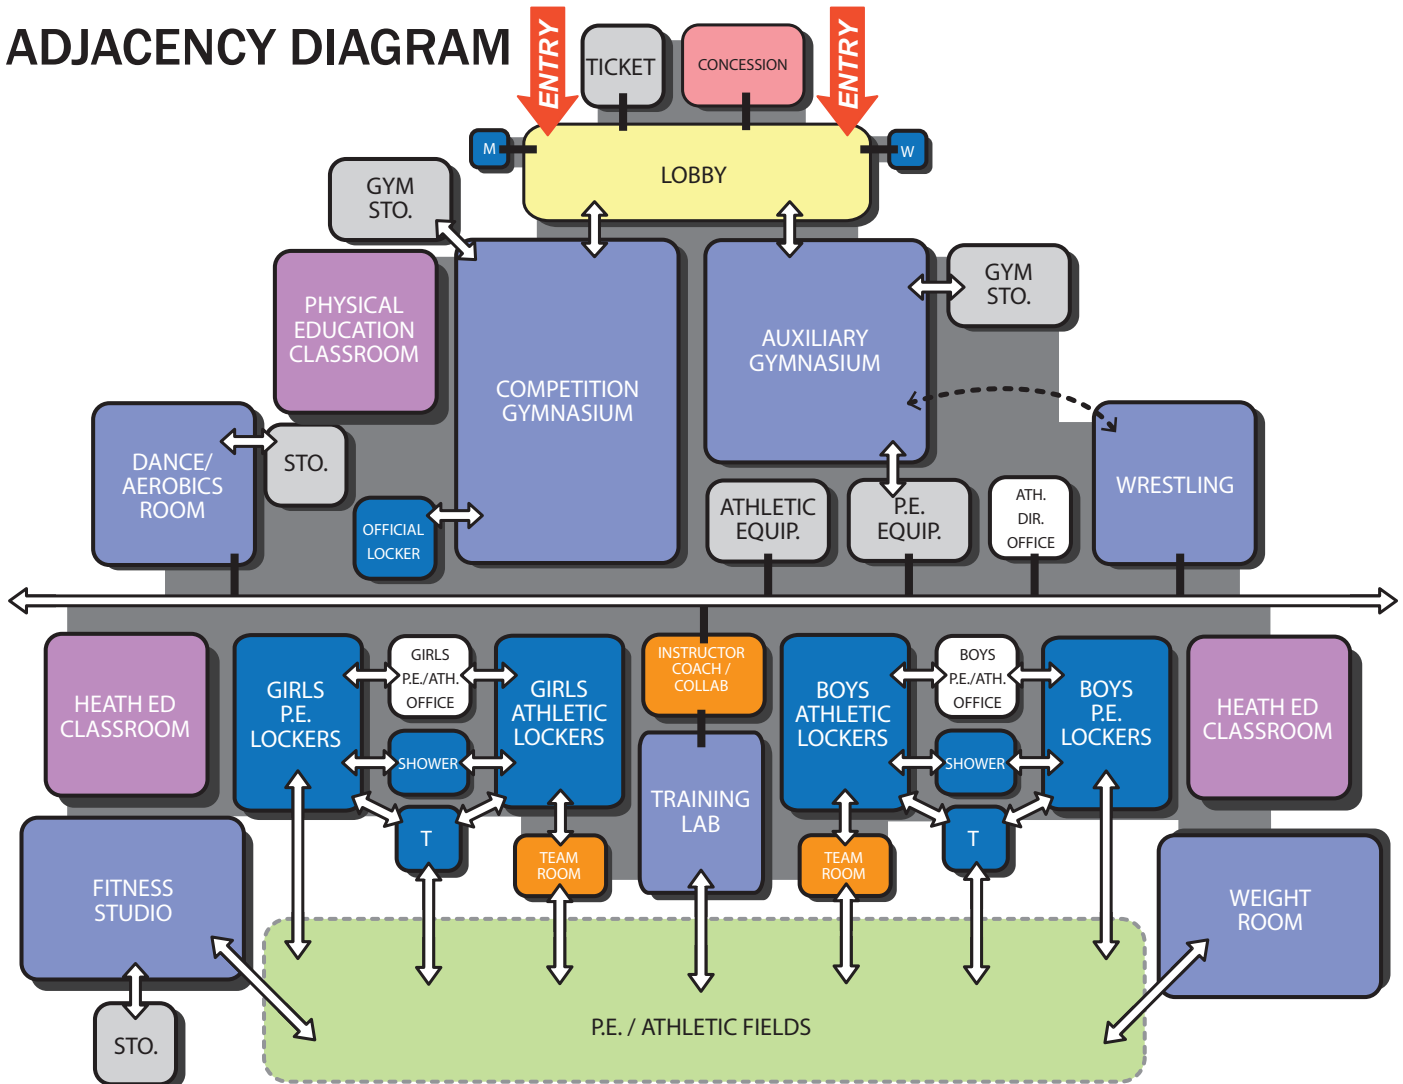 ADJACENCY DIAGRAM
ENTRY
TICKET
CONCESSION
ENTRY
M
W
LOBBY
GYM
STO.
PHYSICAL
EDUCATION
CLASSROOM
COMPETITION
GYMNASIUM
AUXILIARY
GYMNASIUM
GYM
STO.
DANCE/
AEROBICS
ROOM
STO.
OFFICIAL
LOCKER
ATHLETIC
EQUIP.
P.E.
EQUIP.
ATH.
DIR.
OFFICE
WRESTLING
HEATH ED
CLASSROOM
GIRLS
P.E.
LOCKERS
GIRLS
P.E./ATH.
OFFICE
SHOWER
T
GIRLS
ATHLETIC
LOCKERS
TEAM
ROOM
INSTRUCTOR
COACH /
COLLAB
TRAINING
LAB
BOYS
ATHLETIC
LOCKERS
TEAM
ROOM
BOYS
P.E./ATH.
OFFICE
SHOWER
T
BOYS
P.E.
LOCKERS
HEATH ED
CLASSROOM
FITNESS
STUDIO
STO.
WEIGHT
ROOM
P.E. / ATHLETIC FIELDS